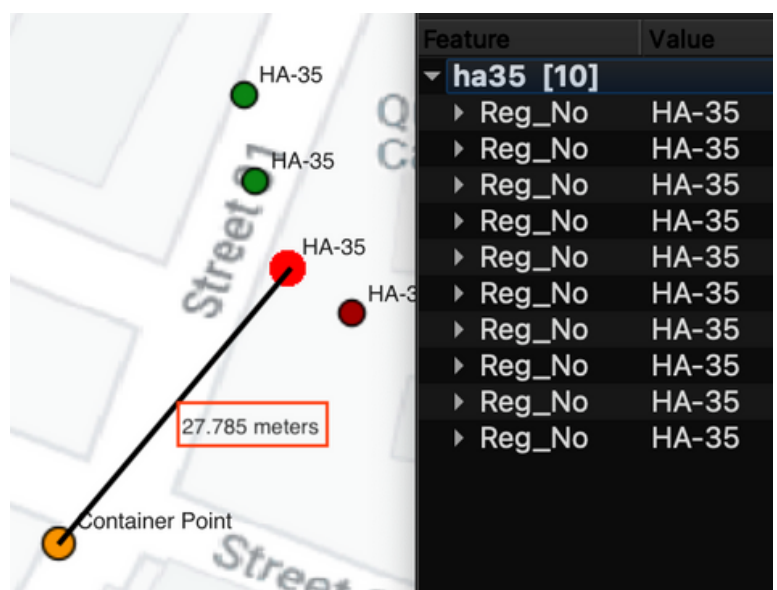 HA-35
HA-35
HA-35
27.785 meters
Container Point
Street
Feature Value
ha35 [10]
Reg_No HA-35
Reg_No HA-35
Reg_No HA-35
Reg_No HA-35
Reg_No HA-35
Reg_No HA-35
Reg_No HA-35
Reg_No HA-35
Reg_No HA-35
Reg_No HA-35